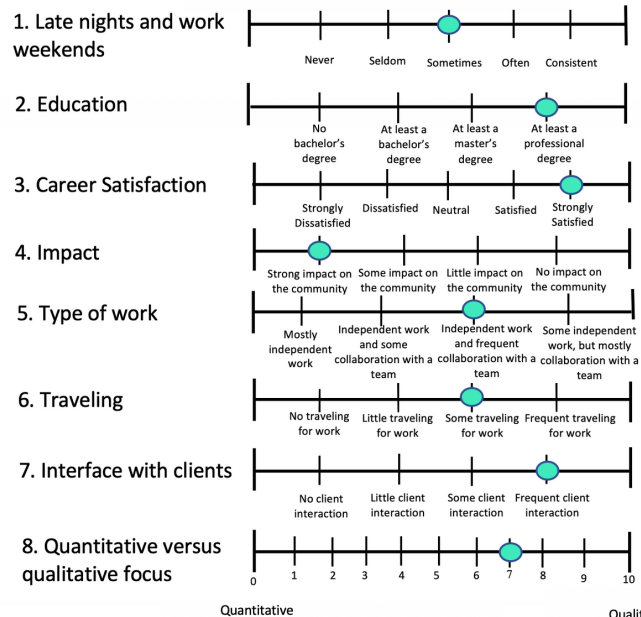 1. Late nights and work
weekends
Never Seldom Sometimes Often Consistent
2. Education
No
bachelor's
degree
At least a
bachelor's
degree
At least a
master's
degree
At least a
professional
degree
3. Career Satisfaction
Strongly
Dissatisfied
Dissatisfied
Neutral
Satisfied
Strongly
Satisfied
4. Impact
Strong impact on
the community
Some impact on
the community
Little impact on
the community
No impact on
the community
5. Type of work
Mostly
independent
work
Independent work
and some
collaboration with a
team
Independent work
and frequent
collaboration with a
team
Some independent
work, but mostly
collaboration with a
team
6. Traveling
No traveling
for work
Little traveling
for work
Some traveling
for work
Frequent traveling
for work
7. Interface with clients
No client
interaction
Little client
interaction
Some client
interaction
Frequent client
interaction
8. Quantitative versus
qualitative focus
0 1 2 3 4 5 6 7 8 9 10
Quantitative